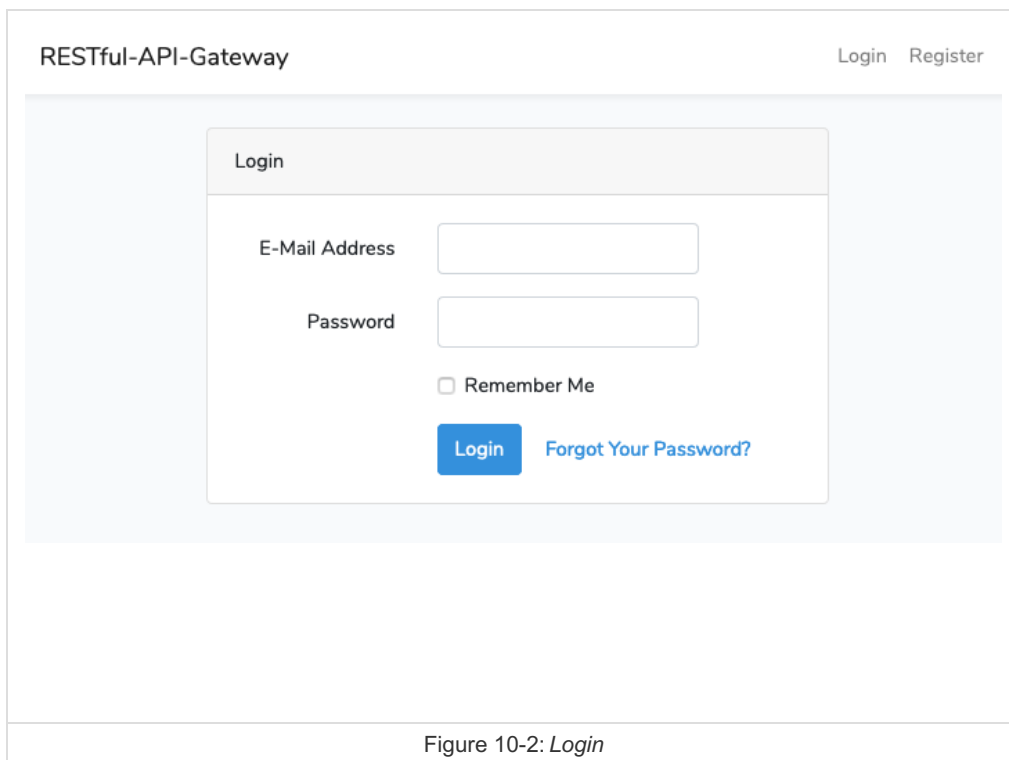 RESTful-API-Gateway Login Register
Login
E-Mail Address
Password
Remember Me
Login Forgot Your Password?
Figure 10-2: Login